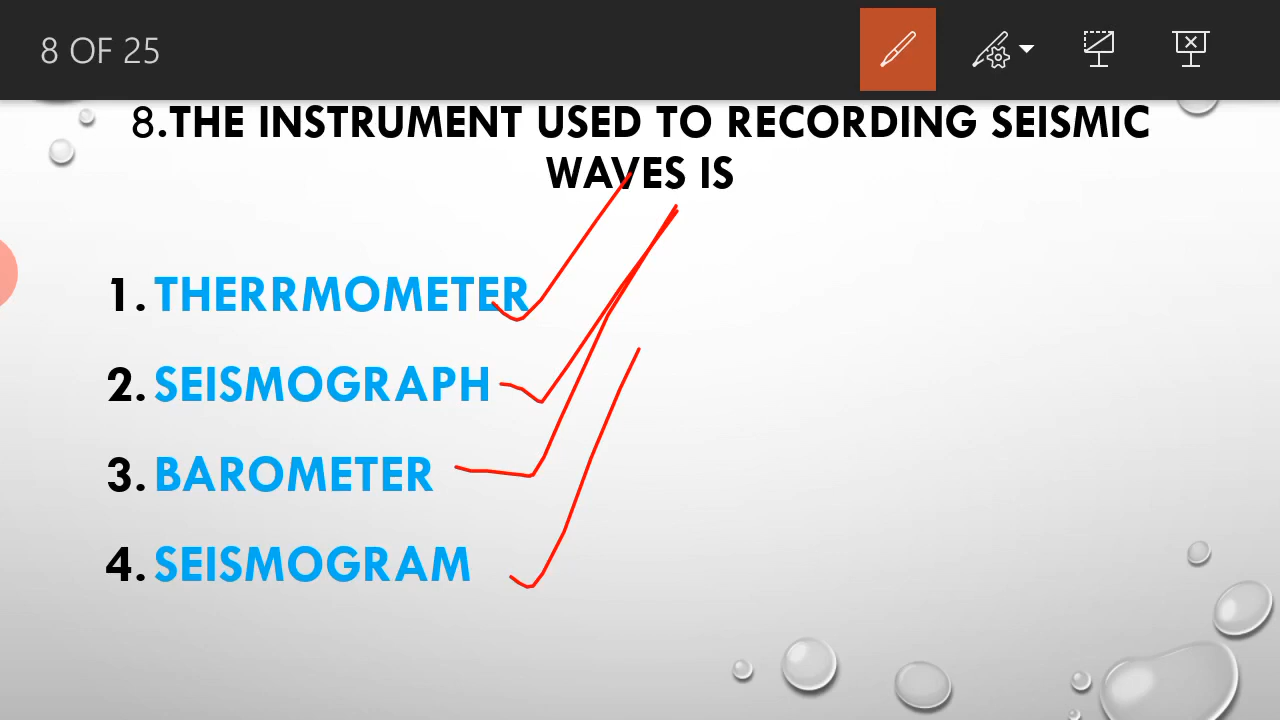 8 OF 25
8.THE INSTRUMENT USED TO RECORDING SEISMIC
WAVES IS
1. THERRMOMETER
2. SEISMOGRAPH
3. BAROMETER
4. SEISMOGRAM